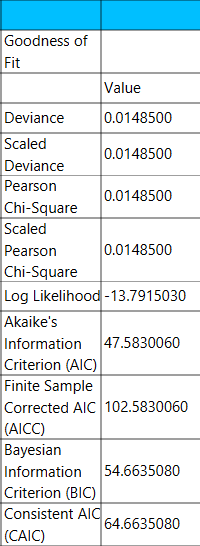 Goodness of
Fit
Value
Deviance 0.0148500
Scaled
Deviance 0.0148500
Pearson
Chi-Square 0.0148500
Scaled
Pearson
Chi-Square 0.0148500
Log Likelihood -13.7915030
Akaike's
Information
Criterion (AIC) 47.5830060
Finite Sample
Corrected AIC
(AICC) 102.5830060
Bayesian
Information
Criterion (BIC) 54.6635080
Consistent AIC
(CAIC) 64.6635080